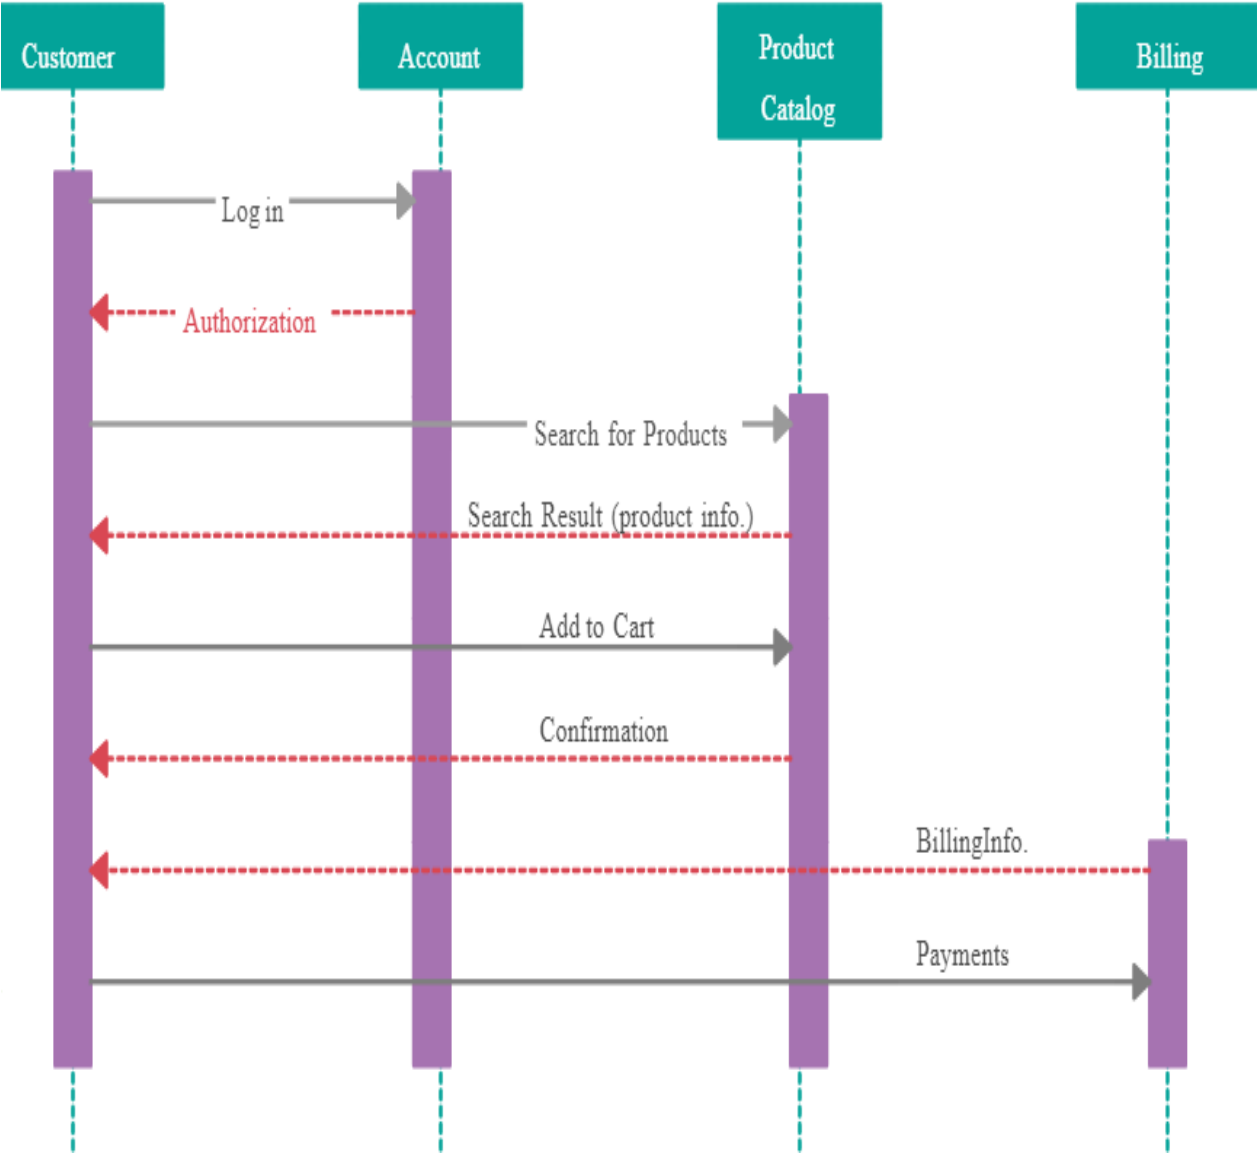 Customer
Account
Product
Catalog
Billing
Log in
Authorization
Search for Products
Search Result (product info.)
Add to Cart
Confirmation
BillingInfo.
Payments